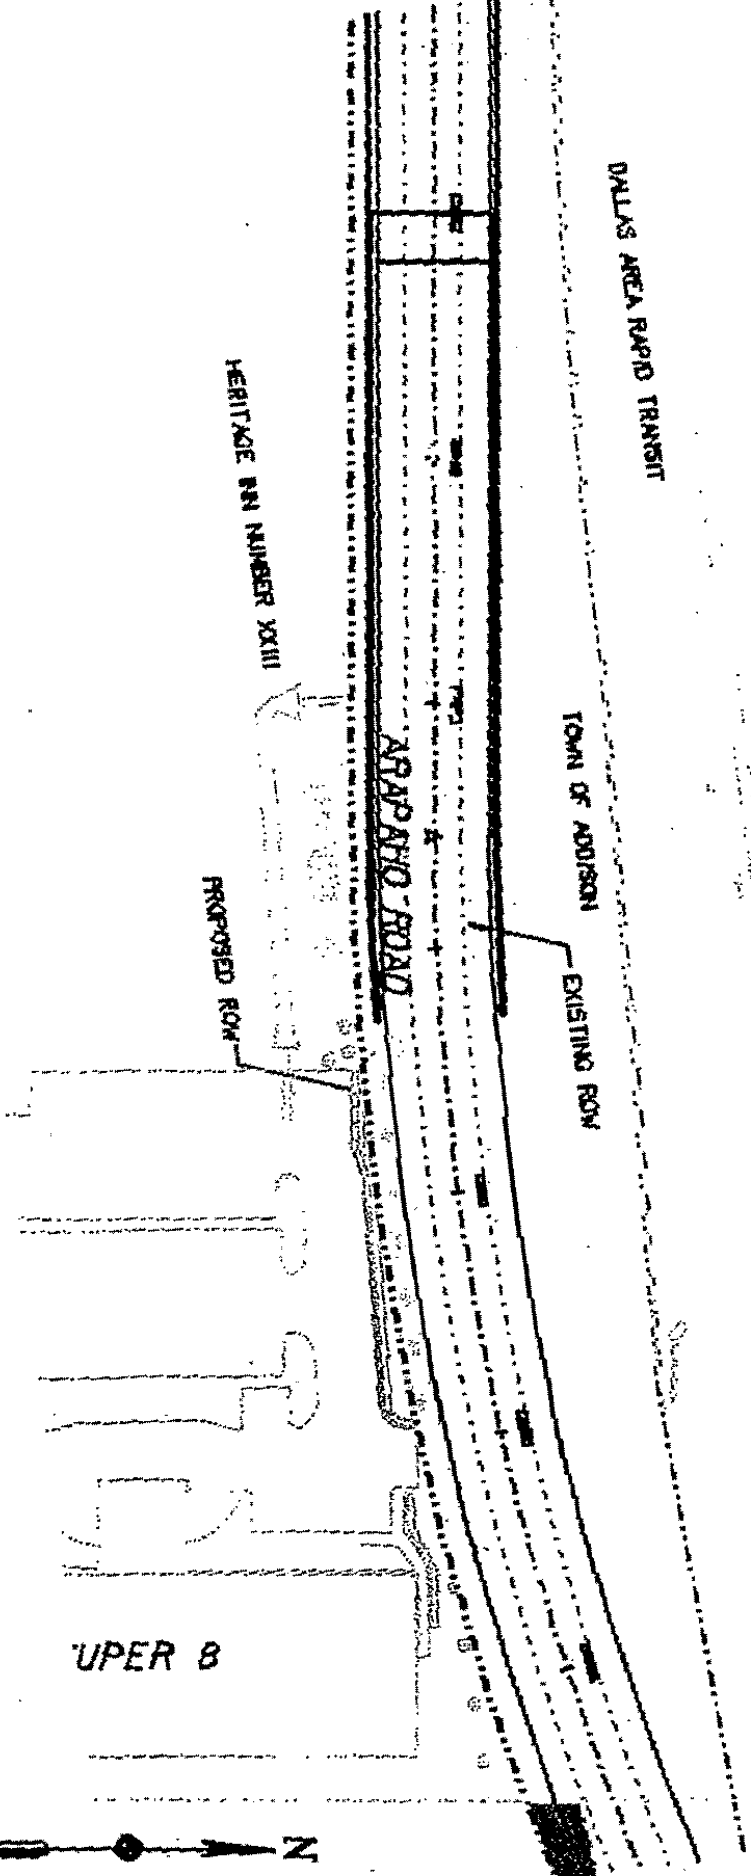 DALLAS AREA RAPID TRANSIT
HERITAGE INN NUMBER XXIII
TOWN OF ADDISON
ARAPAHO ROAD
PROPOSED ROW
EXISTING ROW
UPER 8
N